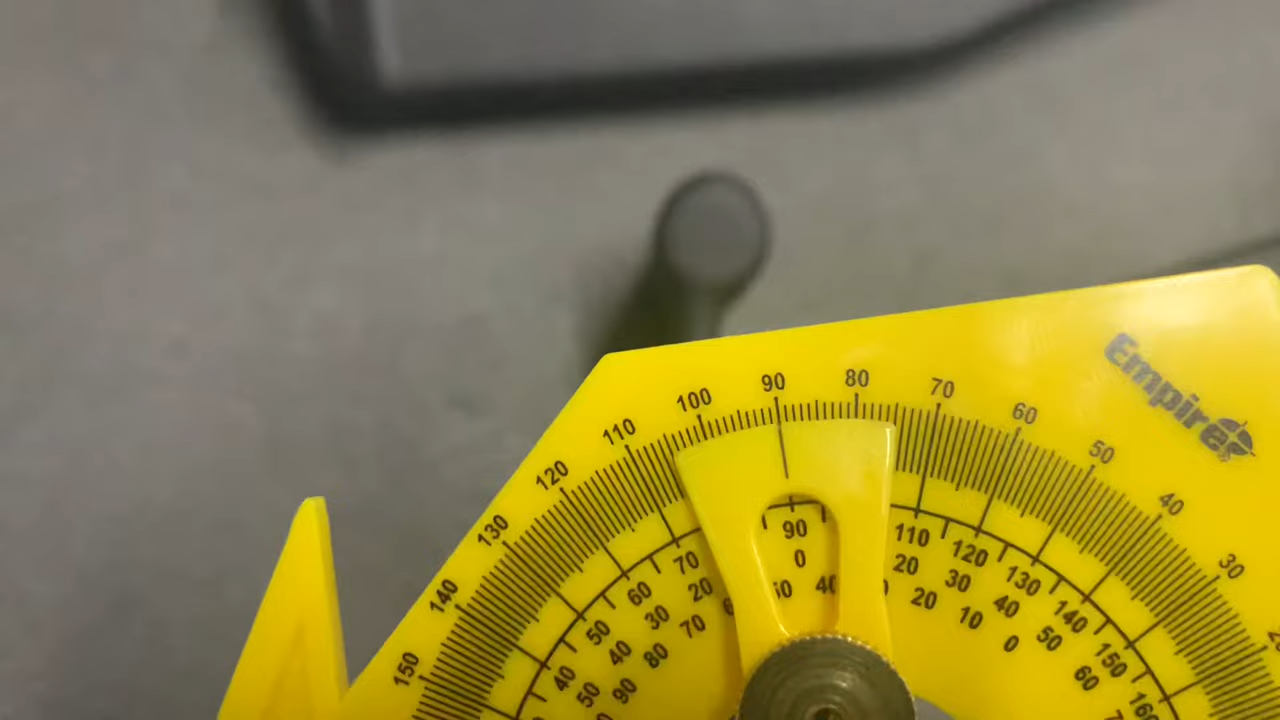 Empire
150 140 130 120 110 100 90 80 70 60 50 40 30
40 50 60 70 90 110 120 130 140 150
50 40 30 20 0 20 30 40 50 60
90 80 70 40 20 10 0